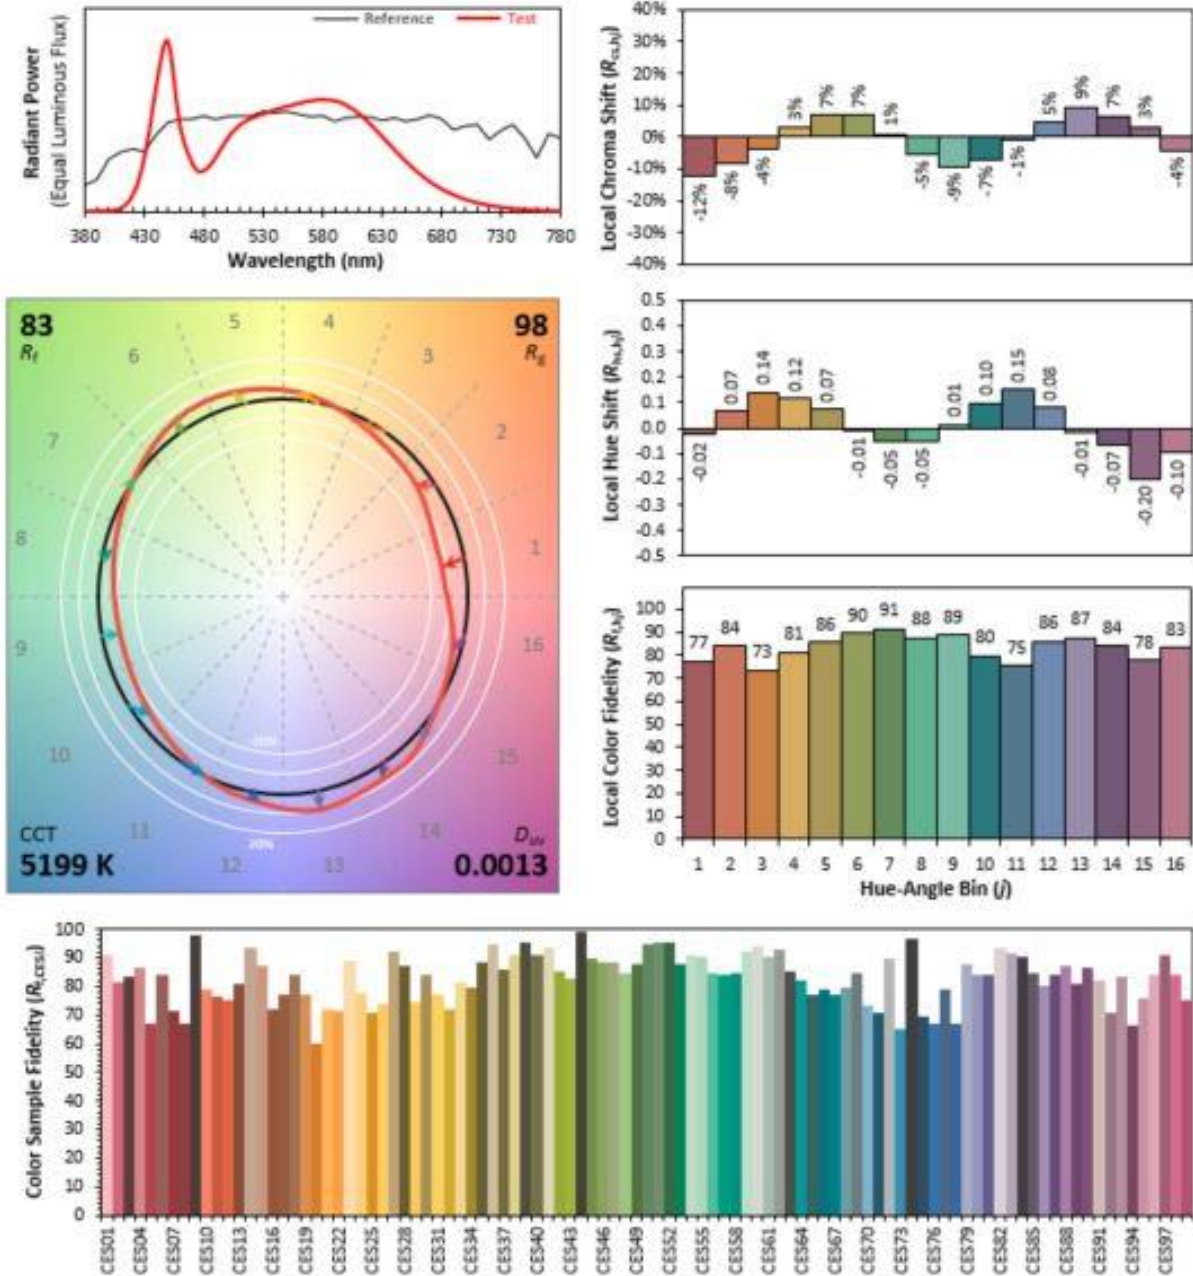 Reference Test
Radiant Power
(Equal Luminous Flux)
380 430 480 530 580 630 680 730 780
Wavelength (nm)
Local Chroma Shift (Rcs,hj)
40%
30%
20%
10%
0%
-10%
-20%
-30%
-40%
-12% -8% -4% 3% 7% 7% 1% -5% -9% -7% -1% 5% 9% 7% 3% -4%
83
Rf
98
Rg
5 4
6 3
7 2
8 1
9 16
10 15
11 14
12 13
-20%
20%
CCT
5199 K
Duv
0.0013
Local Hue Shift (Rhs,hj)
0.5
0.4
0.3
0.2
0.1
0.0
-0.1
-0.2
-0.3
-0.4
-0.5
-0.02 0.07 0.14 0.12 0.07 -0.01 -0.05 -0.05 0.01 0.10 0.15 0.08 -0.01 -0.07 -0.20 -0.10
Local Color Fidelity (Rf,hj)
100
90
80
70
60
50
40
30
20
10
0
77 84 73 81 86 90 91 88 89 80 75 86 87 84 78 83
1 2 3 4 5 6 7 8 9 10 11 12 13 14 15 16
Hue-Angle Bin (j)
Color Sample Fidelity (Rf,CESi)
100
90
80
70
60
50
40
30
20
10
0
CES01 CES04 CES07 CES10 CES13 CES16 CES19 CES22 CES25 CES28 CES31 CES34 CES37 CES40 CES43 CES46 CES49 CES52 CES55 CES58 CES61 CES64 CES67 CES70 CES73 CES76 CES79 CES82 CES85 CES88 CES91 CES94 CES97